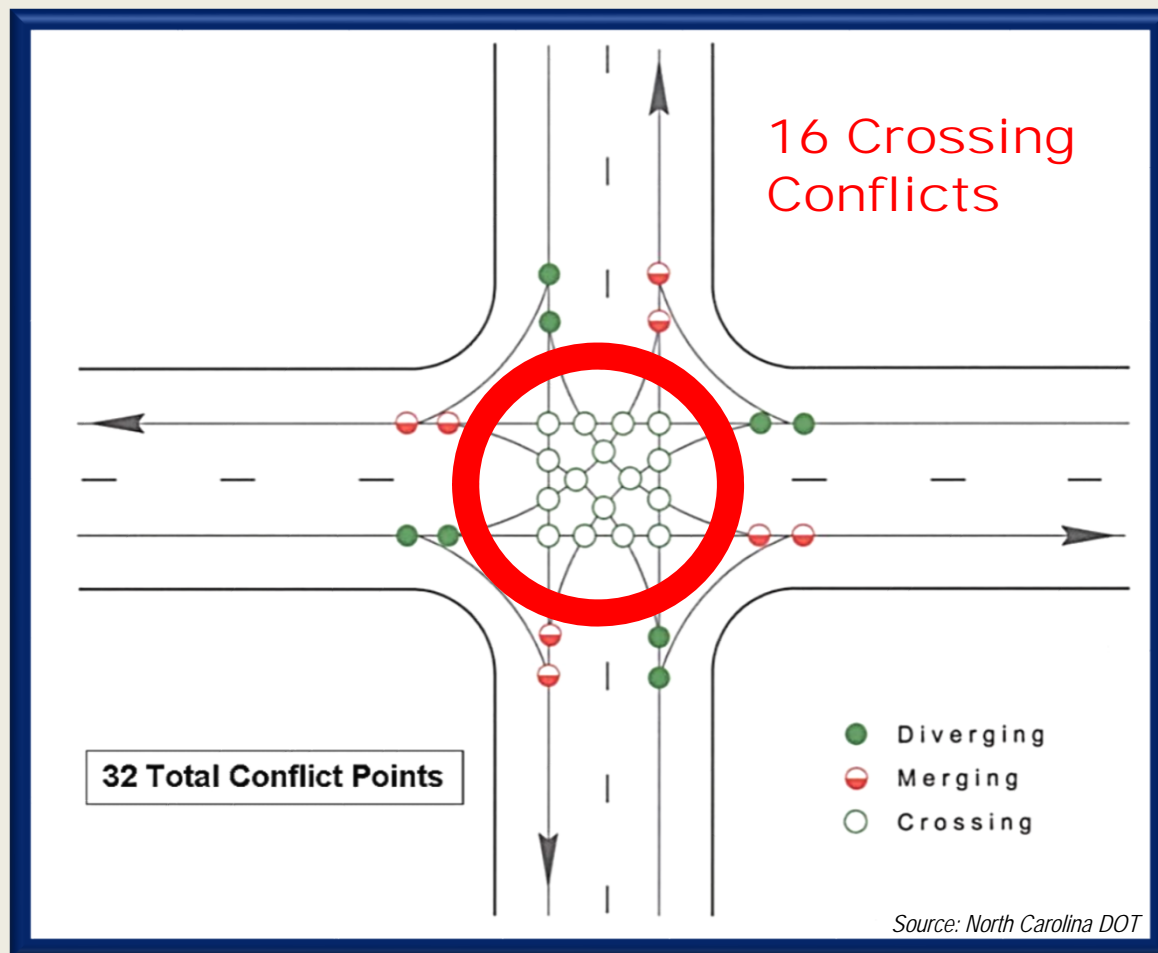 16 Crossing
Conflicts
32 Total Conflict Points
Diverging
Merging
Crossing
Source: North Carolina DOT